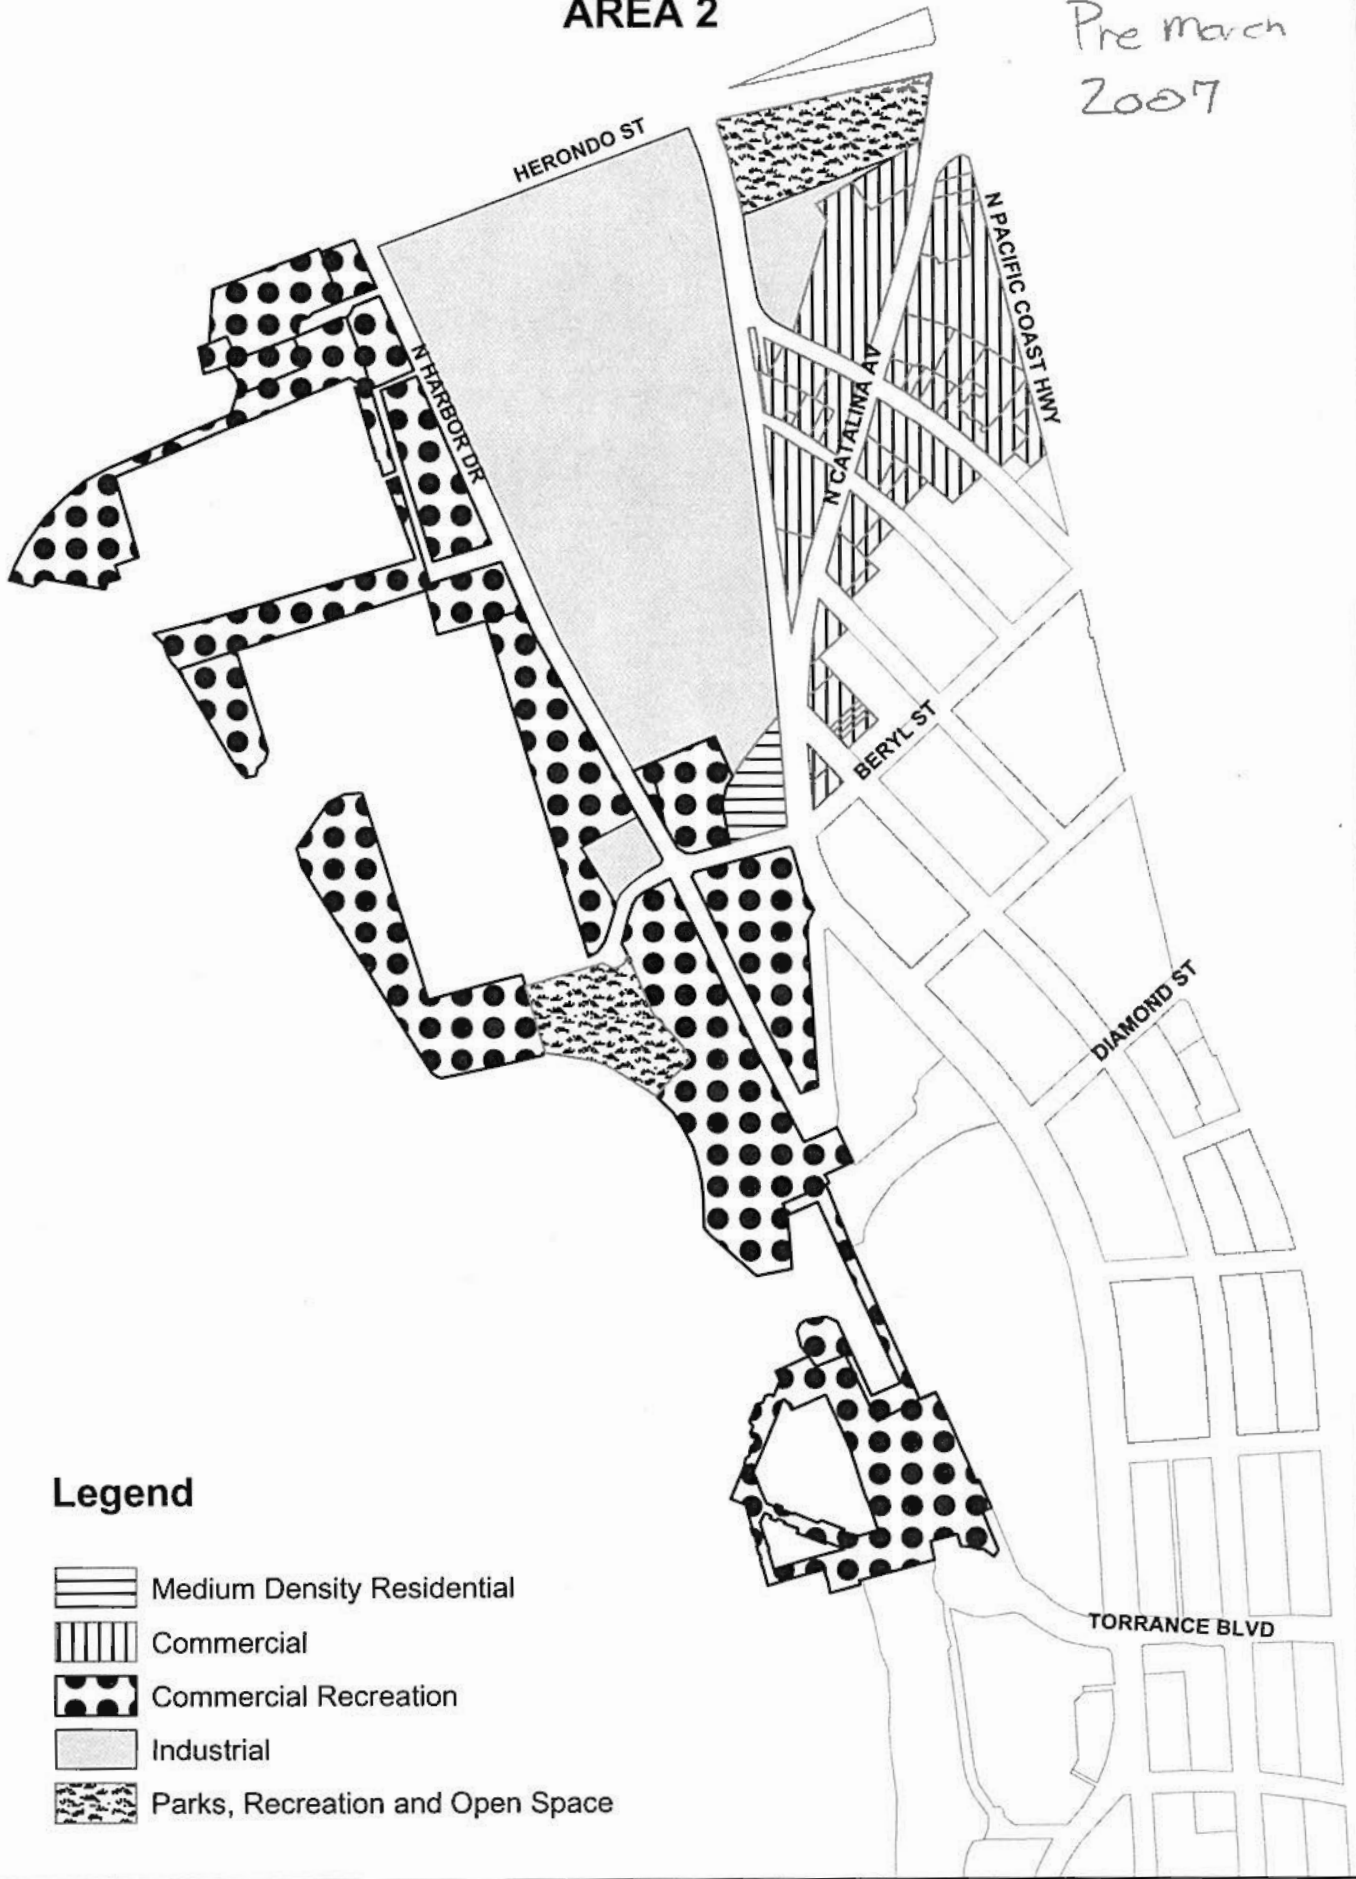 AREA 2
Pre March
2007
HERONDO ST
N PACIFIC COAST HWY
N HARBOR DR
N CATALINA AV
BERYL ST
DIAMOND ST
TORRANCE BLVD
Legend
Medium Density Residential
Commercial
Commercial Recreation
Industrial
Parks, Recreation and Open Space